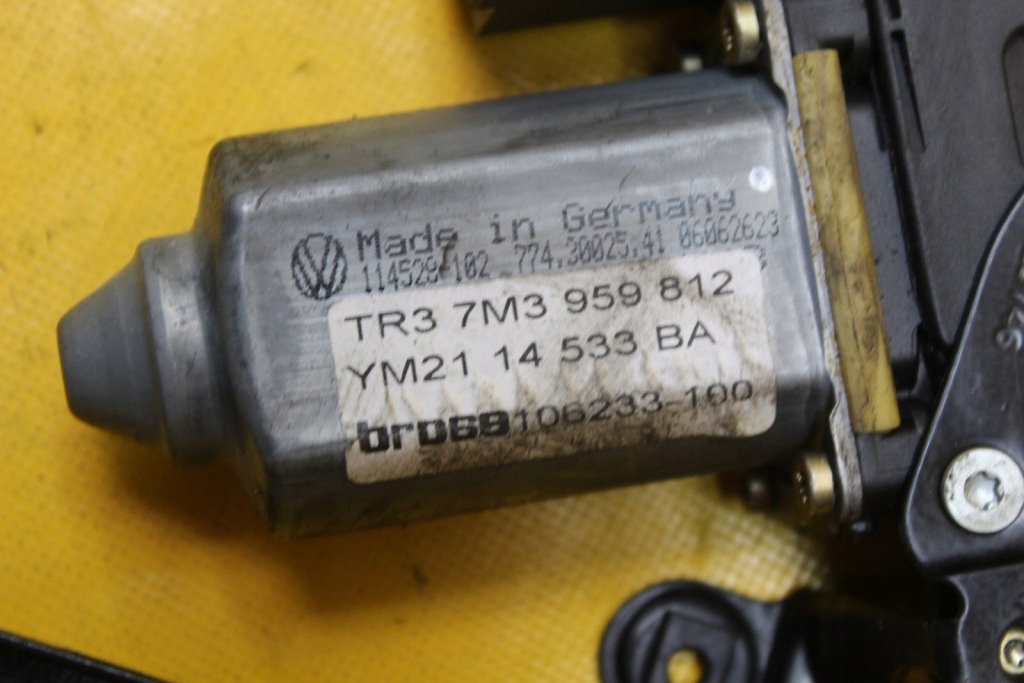 Made in Germany
114529 102 774.30025.41 06062623
TR3 7M3 959 812
YM21 14 533 BA
brose 106233-100